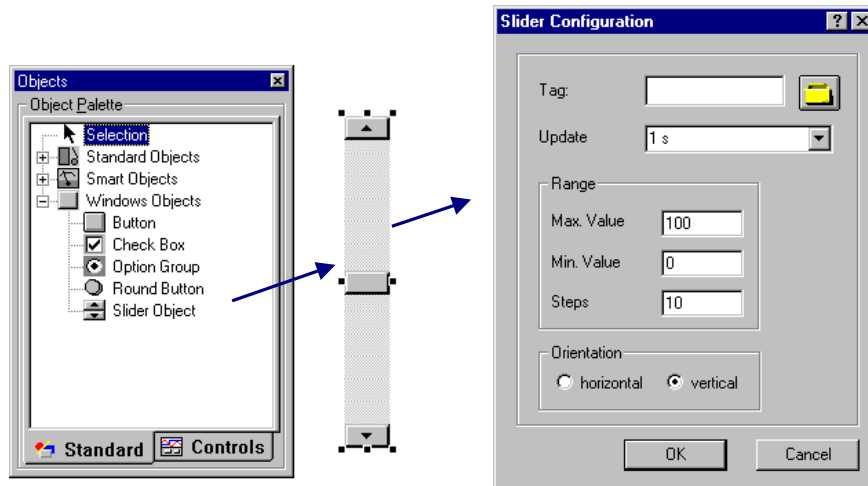 Objects
Object Palette
Selection
Standard Objects
Smart Objects
Windows Objects
Button
Check Box
Option Group
Round Button
Slider Object
Standard
Controls
Slider Configuration
Tag:
Update
1 s
Range
Max. Value
100
Min. Value
0
Steps
10
Orientation
horizontal
vertical
OK
Cancel